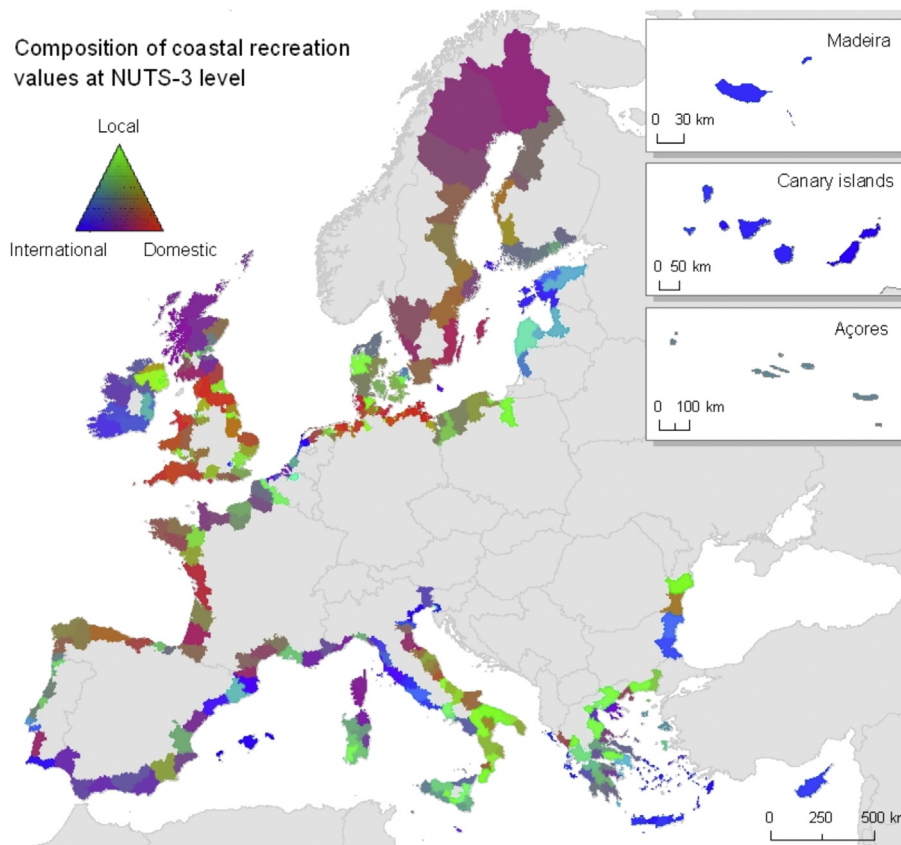 Composition of coastal recreation
values at NUTS-3 level
Local
International Domestic
Madeira
0 30 km
Canary islands
0 50 km
Açores
0 100 km
0 250 500 km